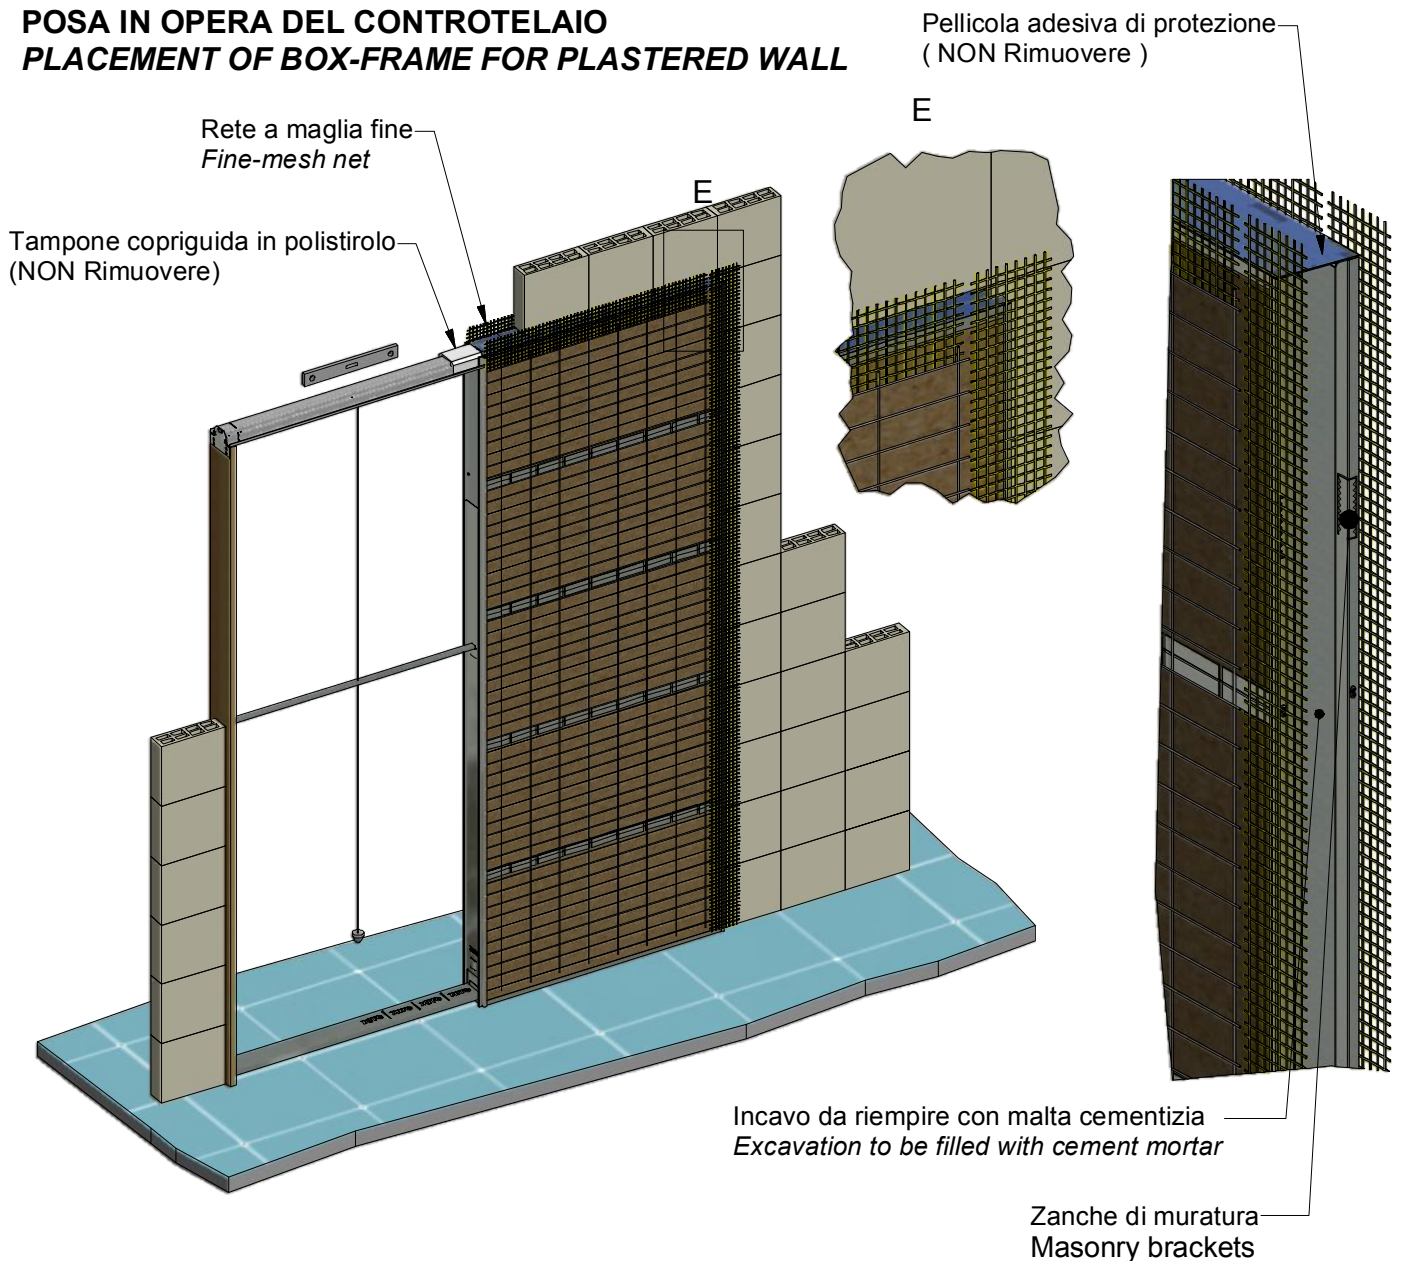 POSA IN OPERA DEL CONTROTELAIO
PLACEMENT OF BOX-FRAME FOR PLASTERED WALL
Pellicola adesiva di protezione
( NON Rimuovere )
Rete a maglia fine
Fine-mesh net
Tampone copriguida in polistirolo
(NON Rimuovere)
E
E
Incavo da riempire con malta cementizia
Excavation to be filled with cement mortar
Zanche di muratura
Masonry brackets